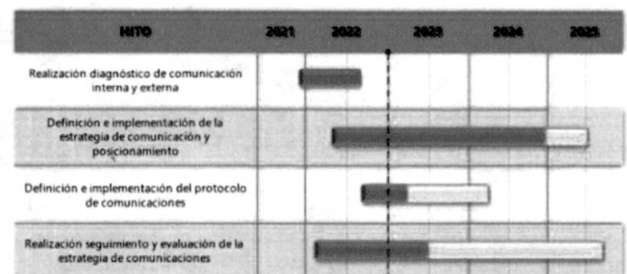 HITO 2021 2022 2023 2024 2025
Realización diagnóstico de comunicación
interna y externa
Definición e implementación de la
estrategia de comunicación y
posicionamiento
Definición e implementación del protocolo
de comunicaciones
Realización seguimiento y evaluación de la
estrategia de comunicaciones